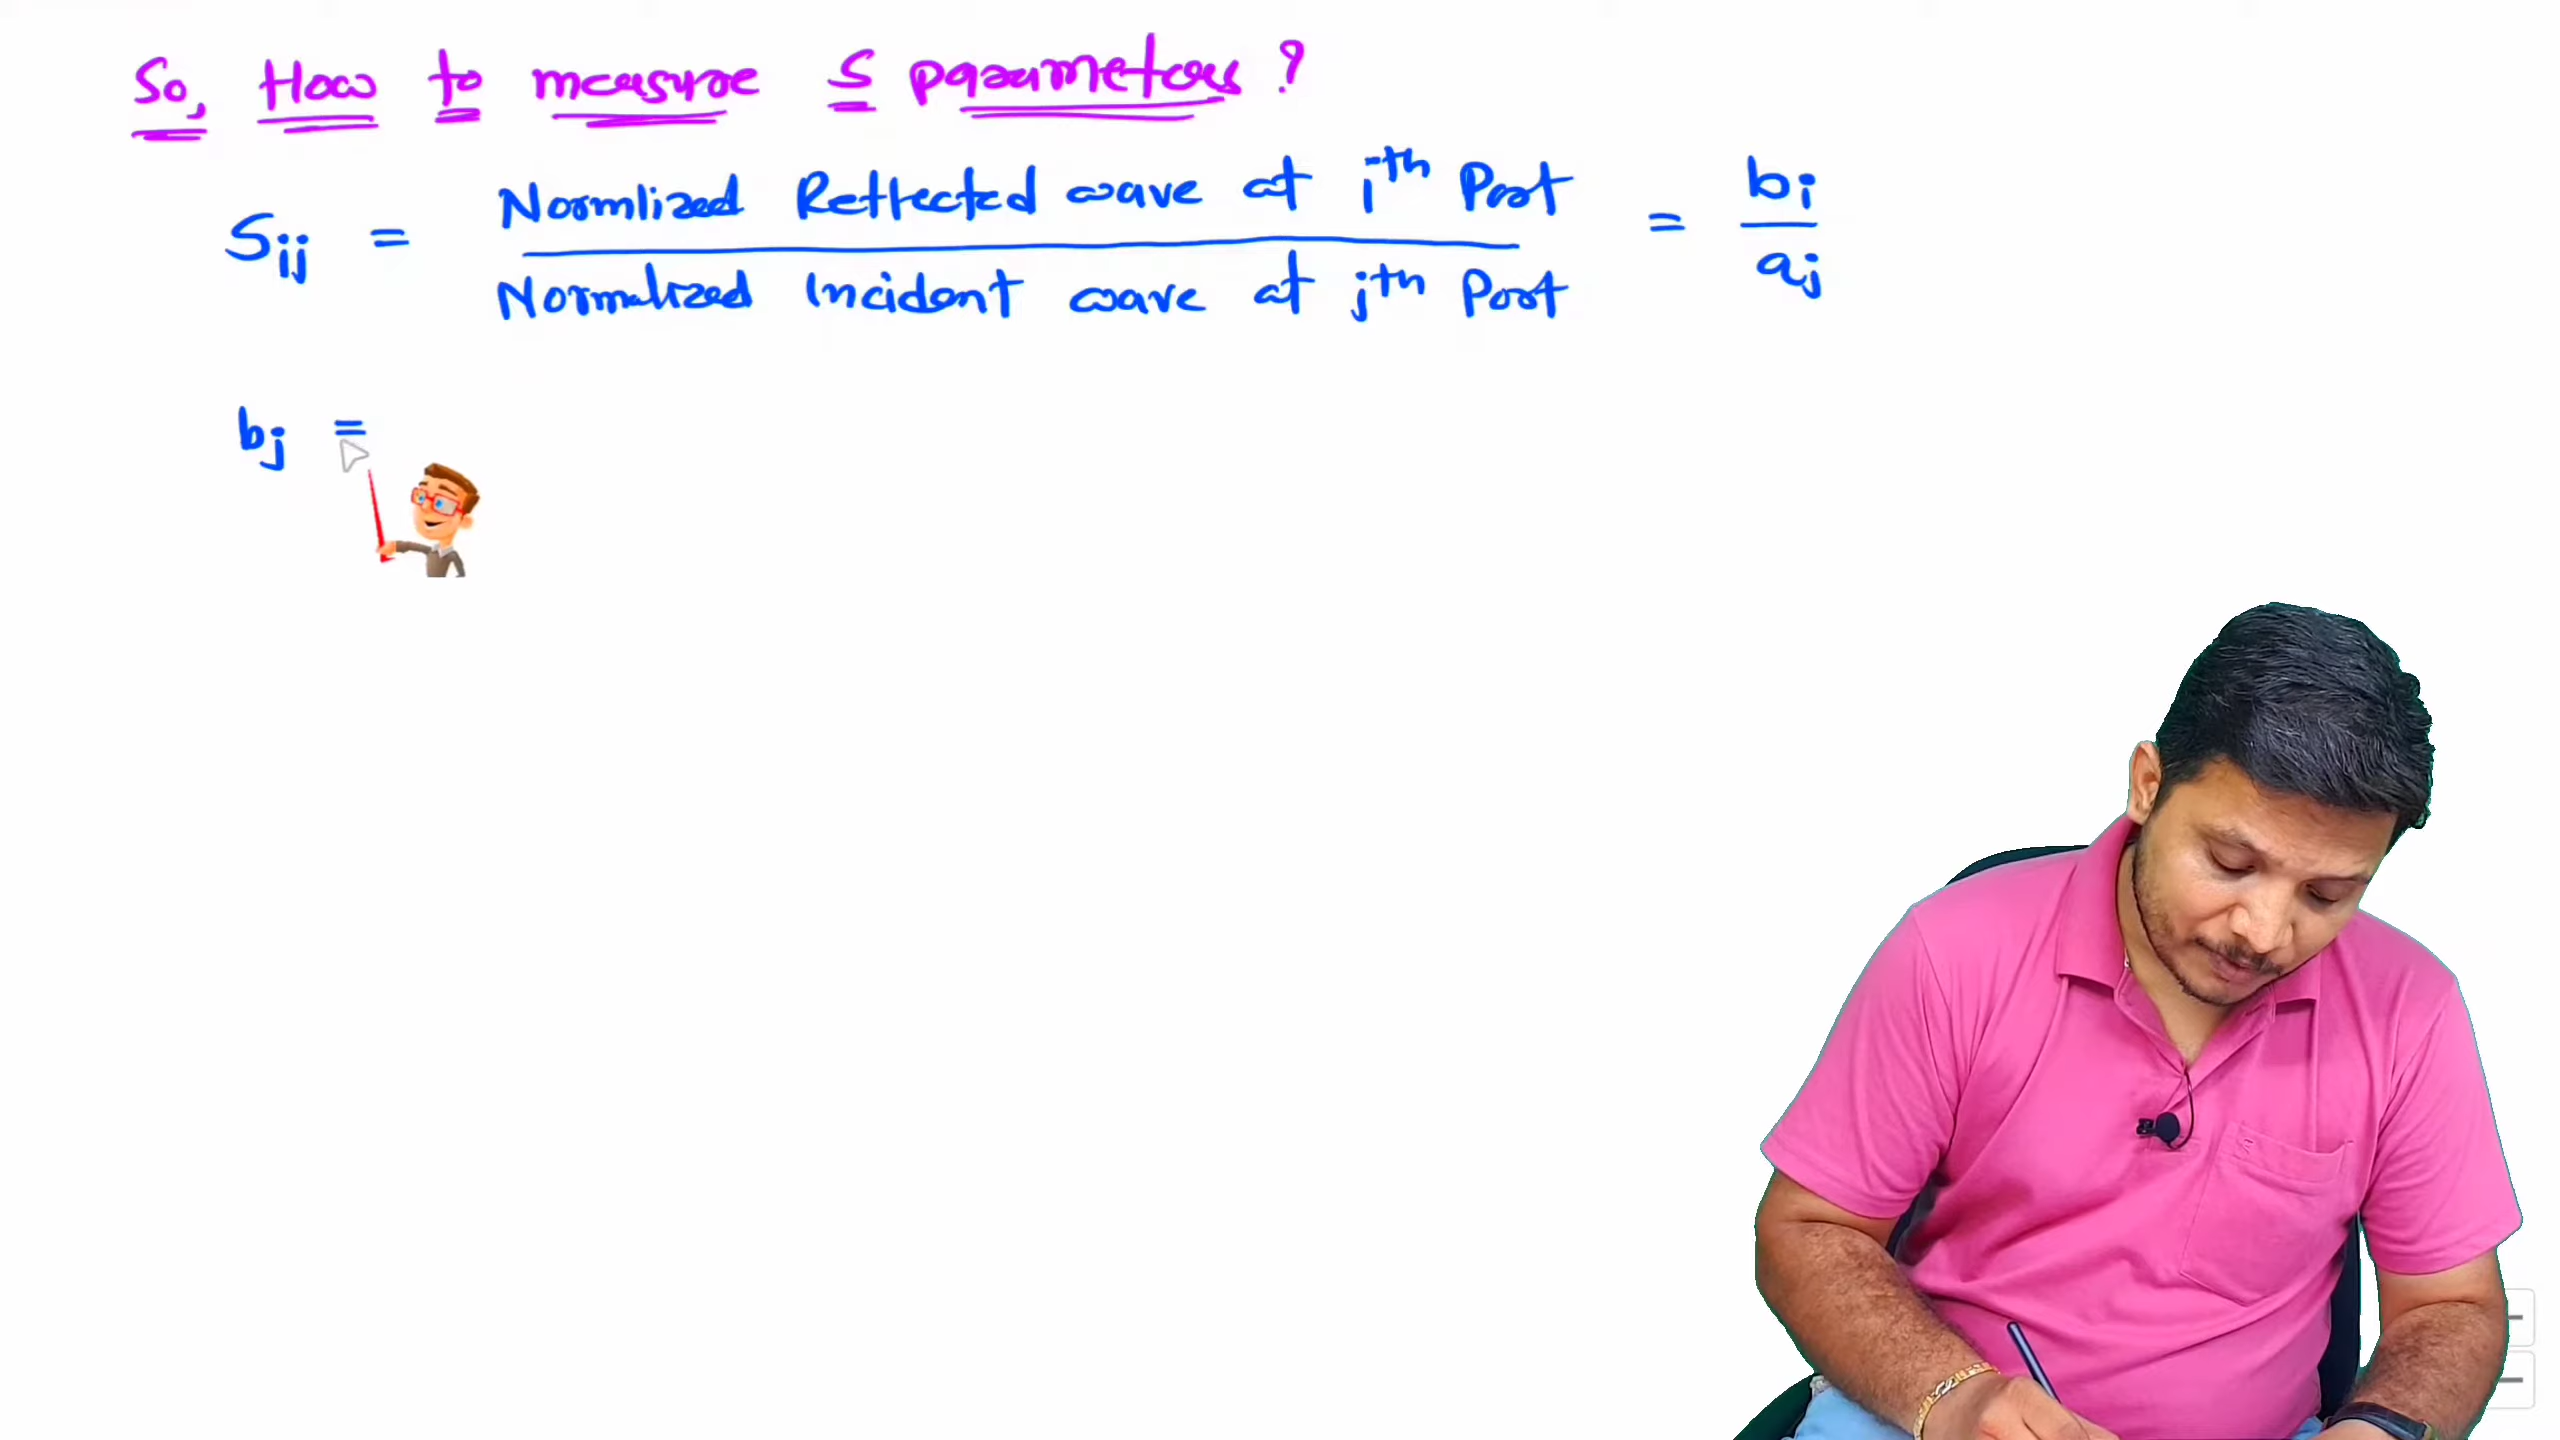 So, How to measure S parameters ?
Sij = Normlized Reflected wave at ith Port / Normalized Incident wave at jth Port = bi / aj
bj =